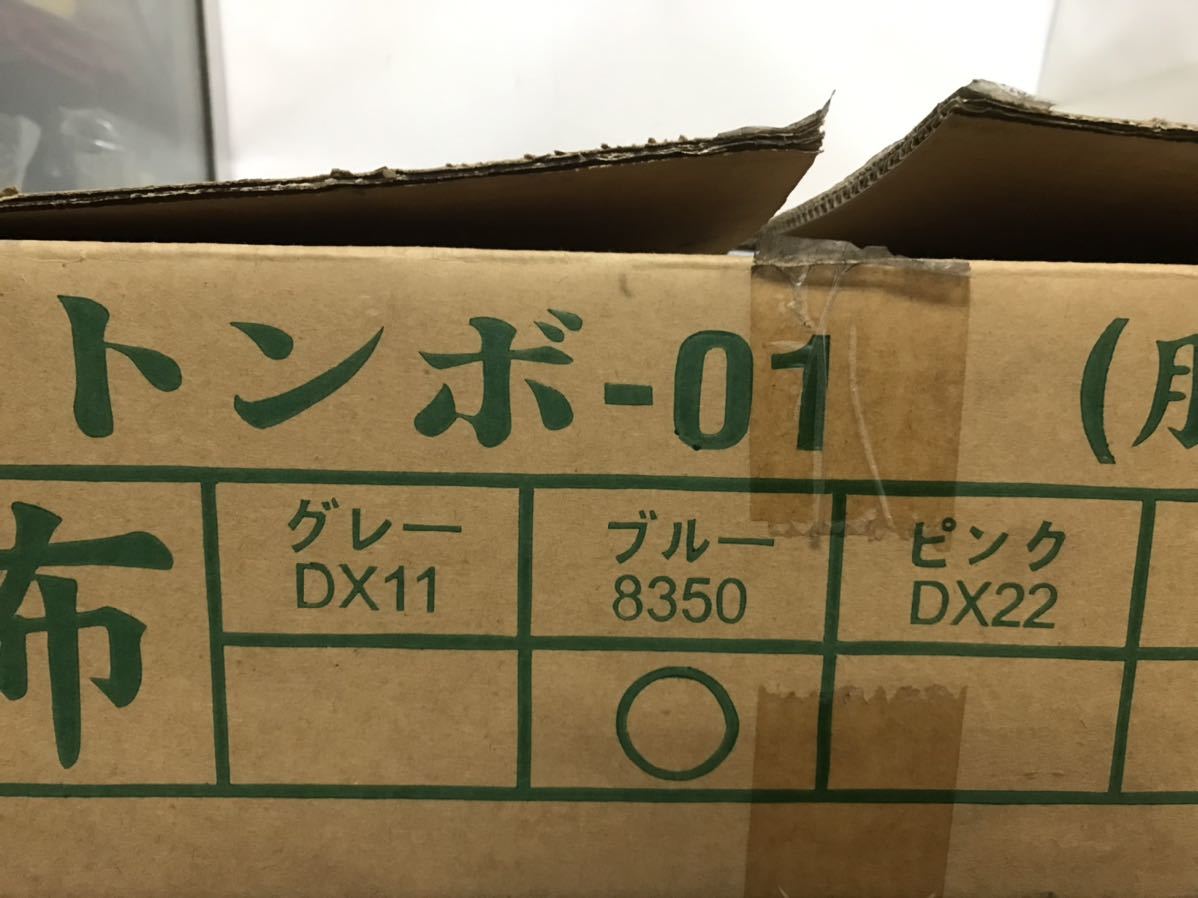 トンボ-01 (
布
グレー ブルー ピンク
DX11 8350 DX22
○